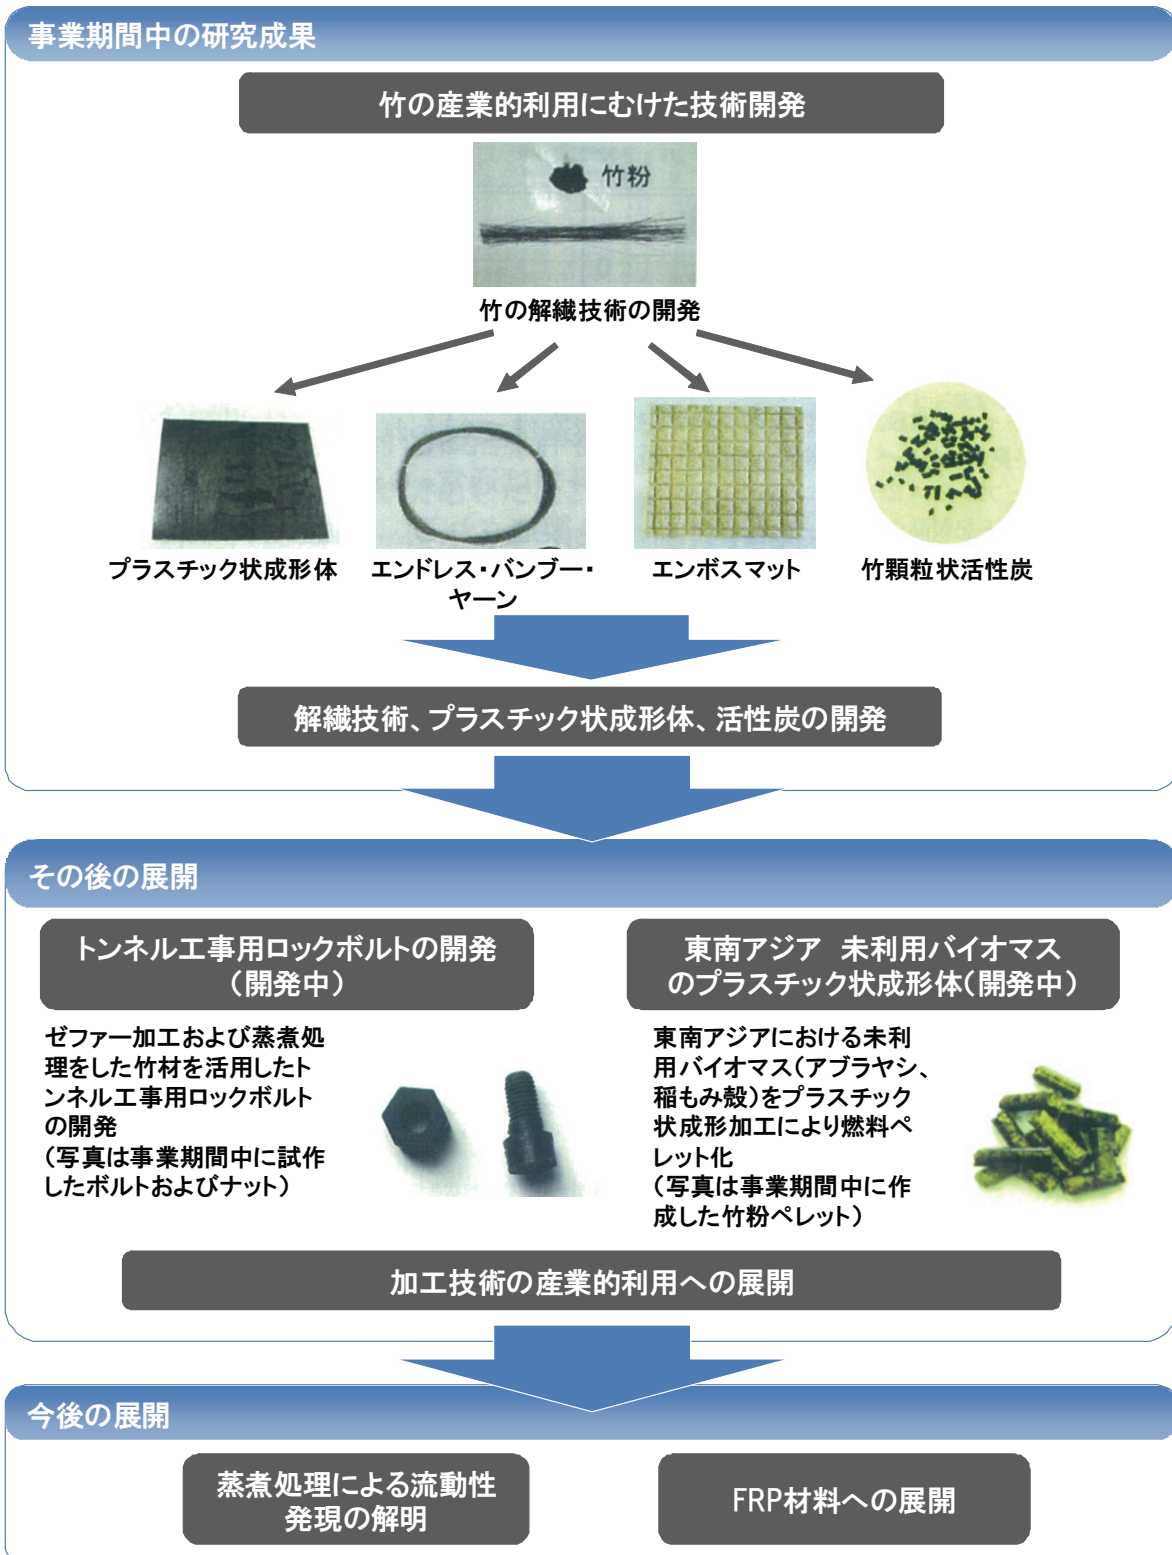 事業期間中の研究成果
竹の産業的利用にむけた技術開発
竹粉
竹の解繊技術の開発
プラスチック状成形体
エンドレス・バンブー・
ヤーン
エンボスマット
竹顆粒状活性炭
解繊技術、プラスチック状成形体、活性炭の開発
その後の展開
トンネル工事用ロックボルトの開発
（開発中）
ゼファー加工および蒸煮処
理をした竹材を活用したト
ンネル工事用ロックボルト
の開発
（写真は事業期間中に試作
したボルトおよびナット）
東南アジア　未利用バイオマス
のプラスチック状成形体（開発中）
東南アジアにおける未利
用バイオマス（アブラヤシ、
稲もみ殻）をプラスチック
状成形加工により燃料ペ
レット化
（写真は事業期間中に作
成した竹粉ペレット）
加工技術の産業的利用への展開
今後の展開
蒸煮処理による流動性
発現の解明
FRP材料への展開